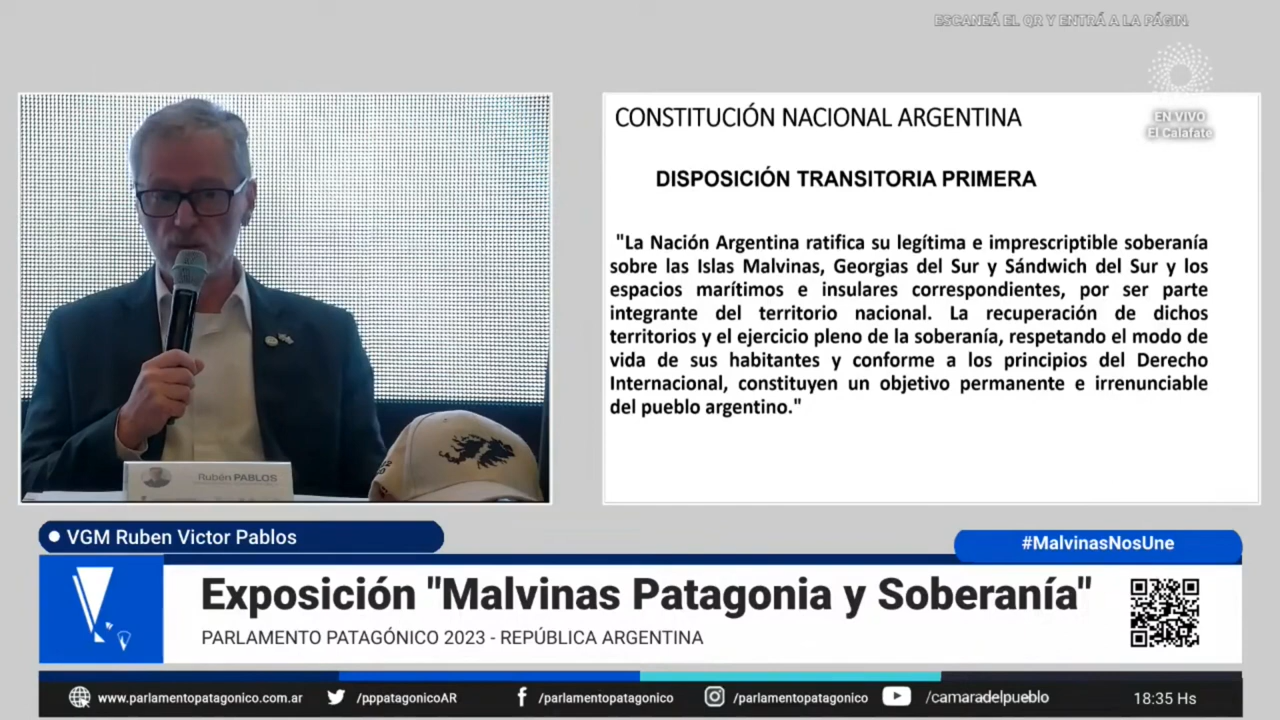 ESCANEÁ EL QR Y ENTRÁ A LA PÁGIN
EN VIVO
El Calafate
CONSTITUCIÓN NACIONAL ARGENTINA
DISPOSICIÓN TRANSITORIA PRIMERA
"La Nación Argentina ratifica su legítima e imprescriptible soberanía
sobre las Islas Malvinas, Georgias del Sur y Sándwich del Sur y los
espacios marítimos e insulares correspondientes, por ser parte
integrante del territorio nacional. La recuperación de dichos
territorios y el ejercicio pleno de la soberanía, respetando el modo de
vida de sus habitantes y conforme a los principios del Derecho
Internacional, constituyen un objetivo permanente e irrenunciable
del pueblo argentino."
Rubén PABLOS
VGM Ruben Victor Pablos
#MalvinasNosUne
Exposición "Malvinas Patagonia y Soberanía"
PARLAMENTO PATAGÓNICO 2023 - REPÚBLICA ARGENTINA
www.parlamentopatagonico.com.ar
/pppatagonicoAR
/parlamentopatagonico
/parlamentopatagonico
/camaradelpueblo
18:35 Hs